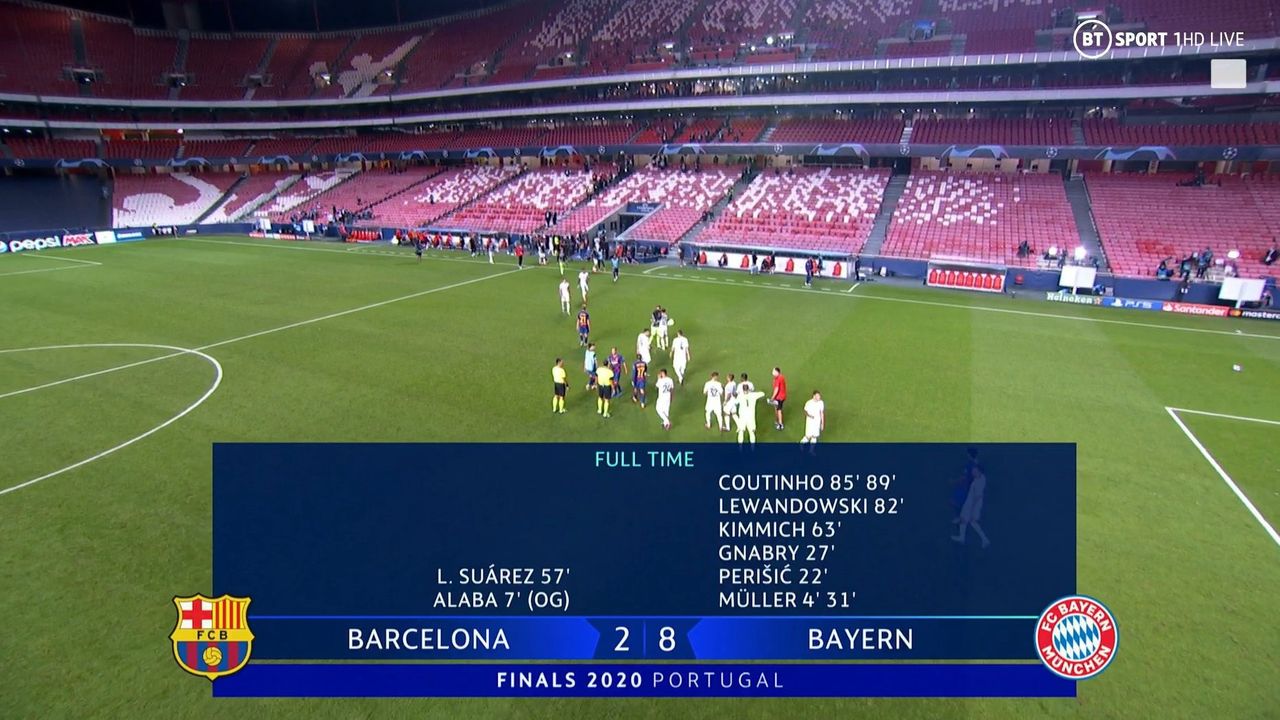 BT SPORT 1HD LIVE
pepsi MAX
Heineken PS5 Santander master
FULL TIME
COUTINHO 85' 89'
LEWANDOWSKI 82'
KIMMICH 63'
GNABRY 27'
L. SUÁREZ 57' PERIŠIĆ 22'
ALABA 7' (OG) MÜLLER 4' 31'
FCB BARCELONA 2 8 BAYERN FC BAYERN MÜNCHEN
FINALS 2020 PORTUGAL